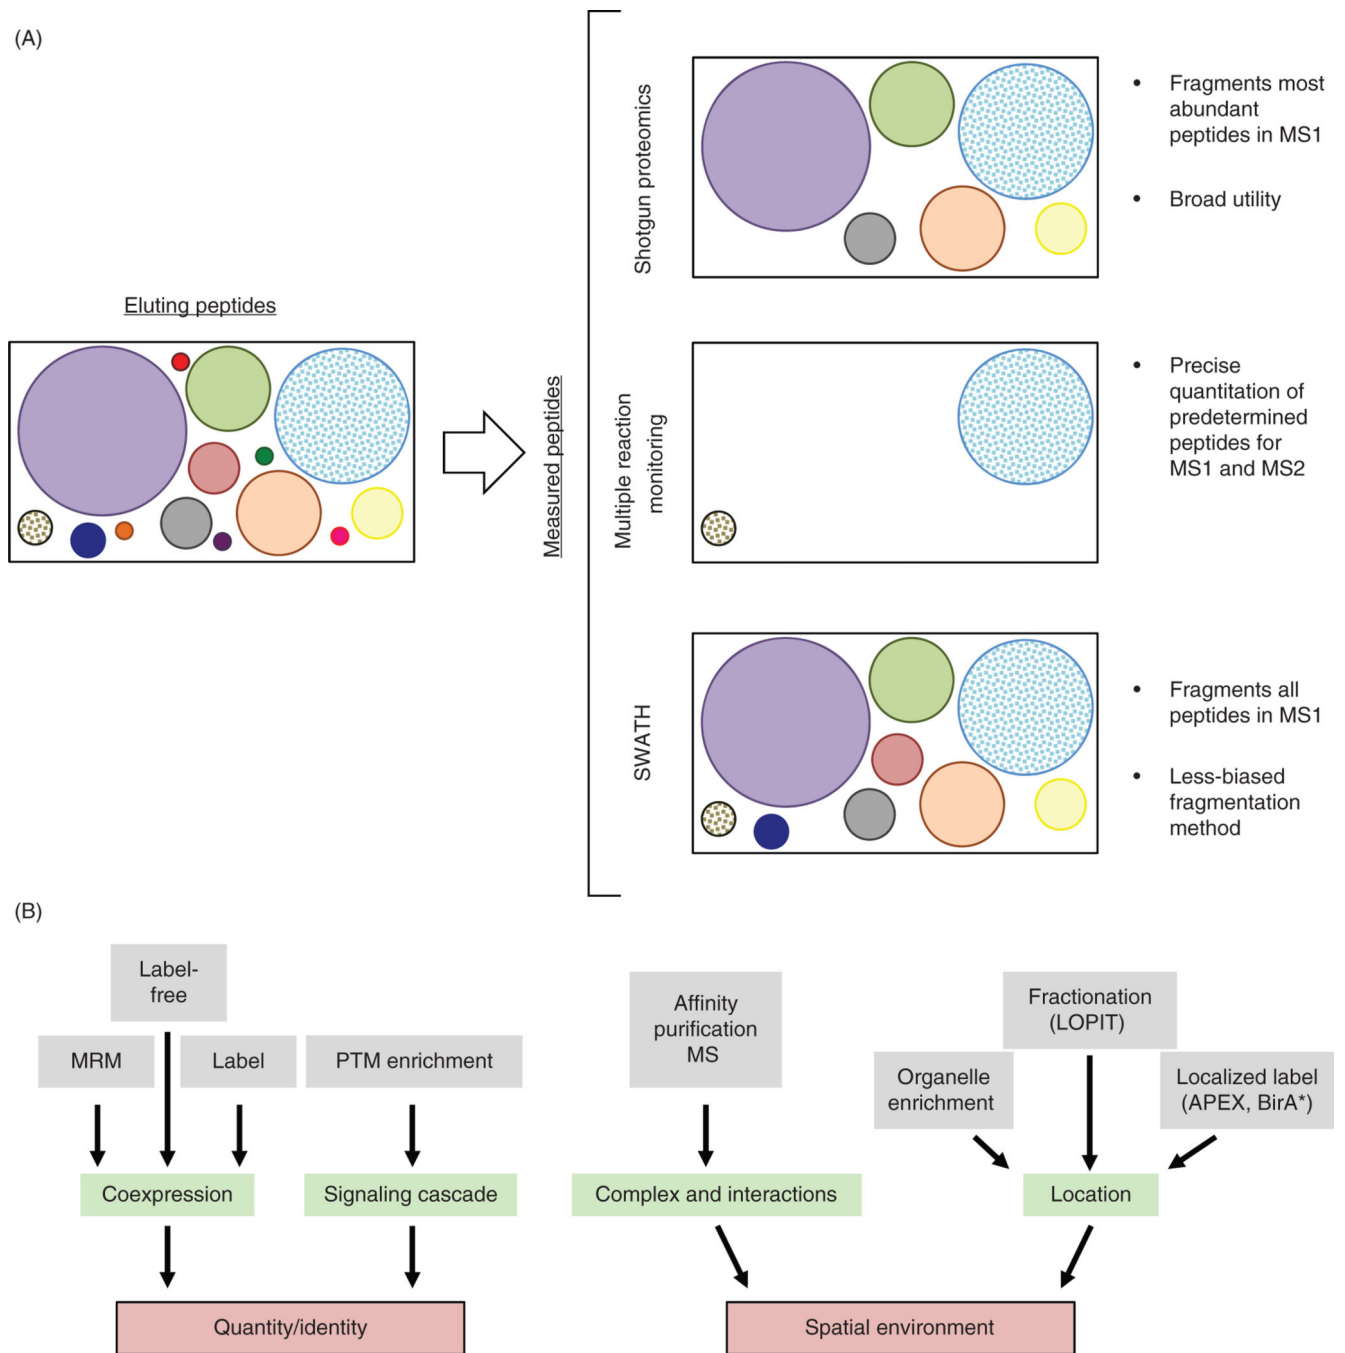 (A)
Eluting peptides
Measured peptides
Shotgun proteomics
• Fragments most
abundant
peptides in MS1
• Broad utility
Multiple reaction
monitoring
• Precise
quantitation of
predetermined
peptides for
MS1 and MS2
SWATH
• Fragments all
peptides in MS1
• Less-biased
fragmentation
method
(B)
Label-
free
MRM
Label
PTM enrichment
Affinity
purification
MS
Fractionation
(LOPIT)
Organelle
enrichment
Localized label
(APEX, BirA*)
Coexpression
Signaling cascade
Complex and interactions
Location
Quantity/identity
Spatial environment